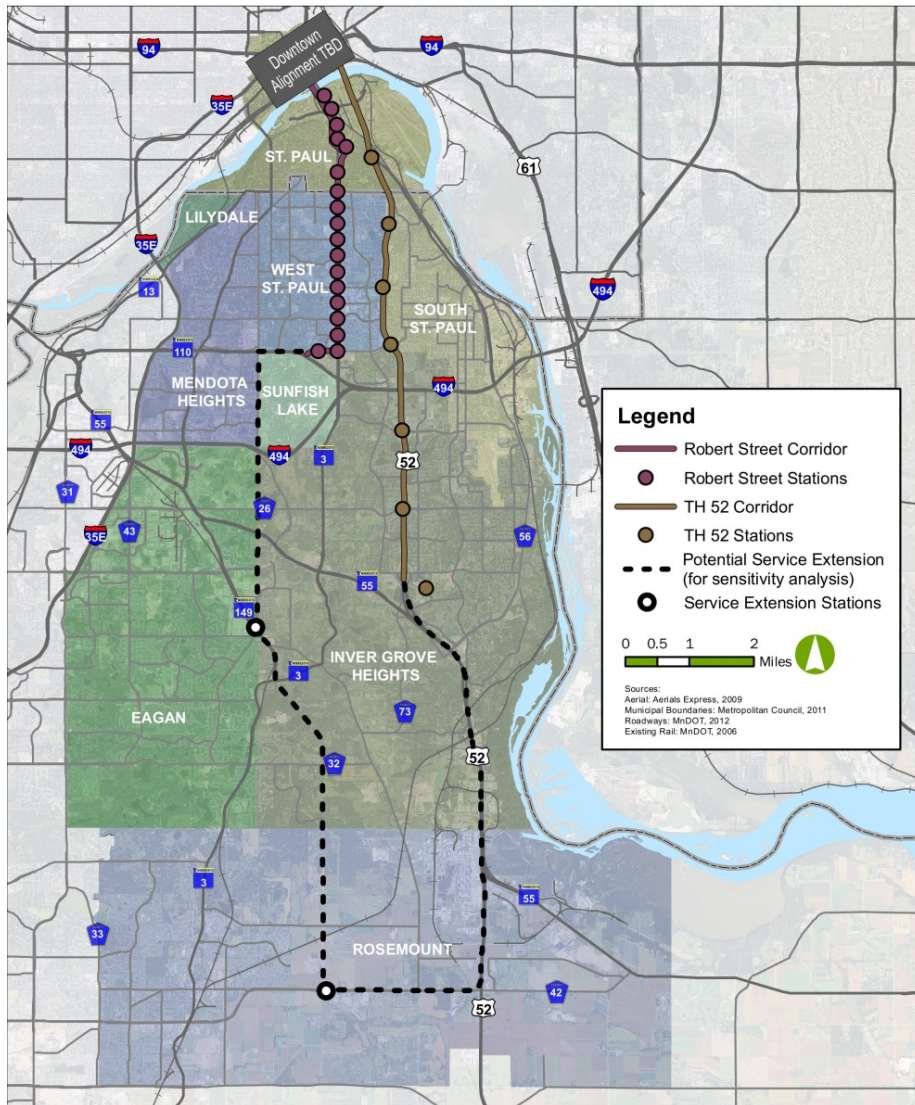 94
94
Downtown
Alignment TBD
35E
61
ST. PAUL
LILYDALE
35E
13
WEST
ST. PAUL
494
SOUTH
ST. PAUL
110
MENDOTA
HEIGHTS
SUNFISH
LAKE
494
55
494
494
3
52
31
26
43
35E
56
55
149
INVER GROVE
HEIGHTS
3
EAGAN
73
32
52
3
55
33
ROSEMOUNT
42
52
Legend
Robert Street Corridor
Robert Street Stations
TH 52 Corridor
TH 52 Stations
Potential Service Extension
(for sensitivity analysis)
Service Extension Stations
0 0.5 1 2
Miles
Sources:
Aerial: Aerials Express, 2009
Municipal Boundaries: Metropolitan Council, 2011
Roadways: MnDOT, 2012
Existing Rail: MnDOT, 2006